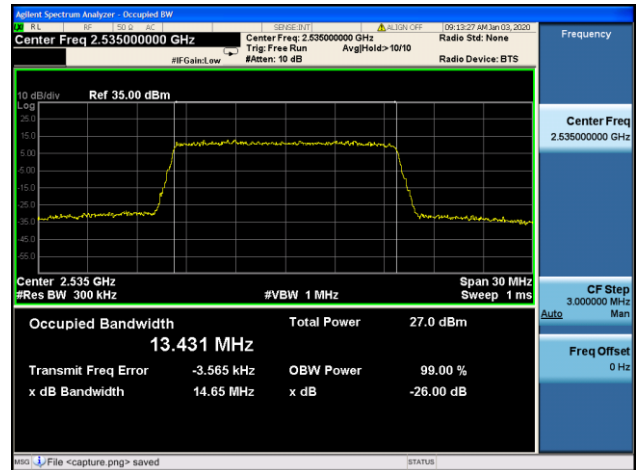 Agilent Spectrum Analyzer - Occupied BW
RL RF 50 Ω AC SENSE:INT ALIGN OFF 09:13:27 AM Jan 03, 2020
Center Freq 2.535000000 GHz Center Freq: 2.535000000 GHz Radio Std: None Frequency
Trig: Free Run Avg|Hold:>10/10
#IFGain:Low #Atten: 10 dB Radio Device: BTS
10 dB/div Ref 35.00 dBm
Log
25.0
15.0
5.00
-5.00
-15.0
-25.0
-35.0
-45.0
-55.0
Center 2.535 GHz Span 30 MHz
#Res BW 300 kHz #VBW 1 MHz Sweep 1 ms
Occupied Bandwidth Total Power 27.0 dBm
13.431 MHz
Transmit Freq Error -3.565 kHz OBW Power 99.00 %
x dB Bandwidth 14.65 MHz x dB -26.00 dB
Center Freq
2.535000000 GHz
CF Step
3.000000 MHz
Auto Man
Freq Offset
0 Hz
MSG File <capture.png> saved STATUS